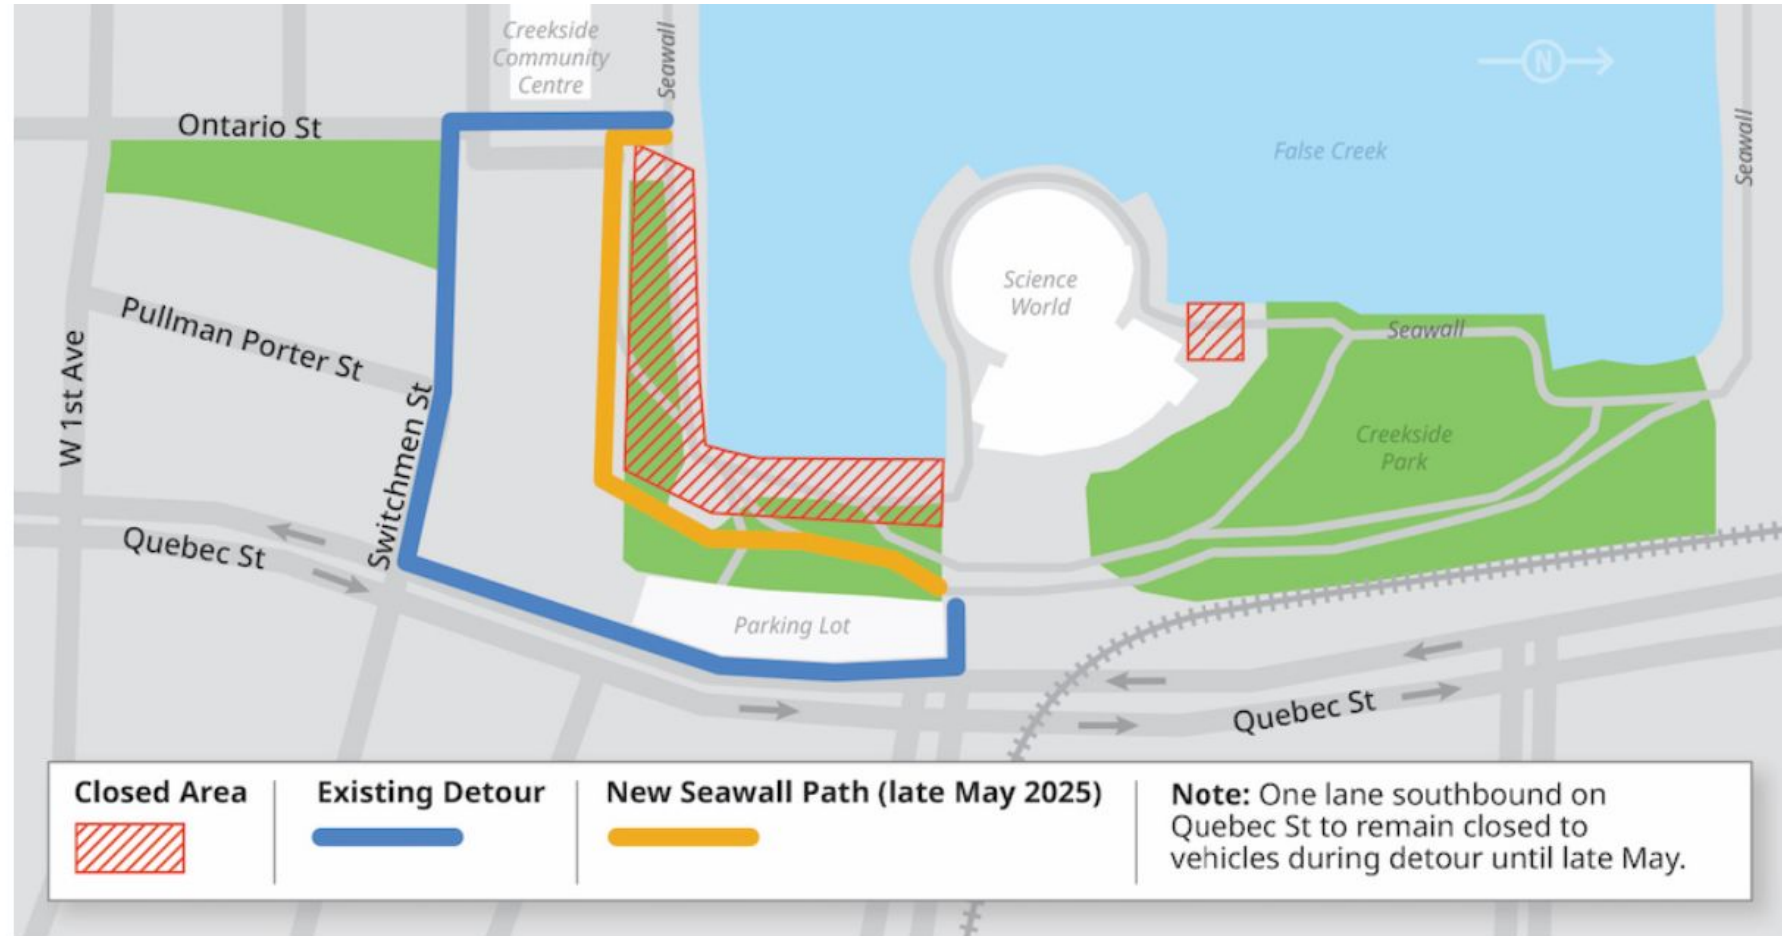 Creekside
Community
Centre
Seawall
N
Ontario St
False Creek
Seawall
Science
World
Pullman Porter St
Seawall
W 1st Ave
Switchmen St
Creekside
Park
Quebec St
Parking Lot
Quebec St
Closed Area
Existing Detour
New Seawall Path (late May 2025)
Note: One lane southbound on
Quebec St to remain closed to
vehicles during detour until late May.